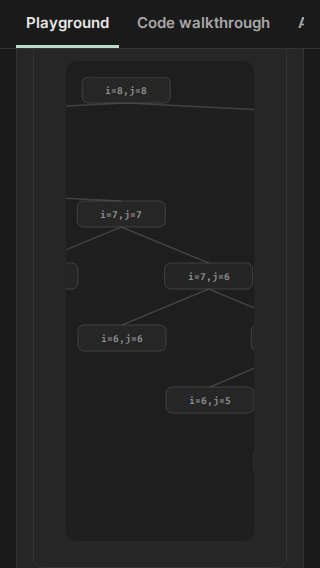 Playground Code walkthrough
i=8,j=8
i=7,j=7
i=7,j=6
i=6,j=6
i=6,j=5